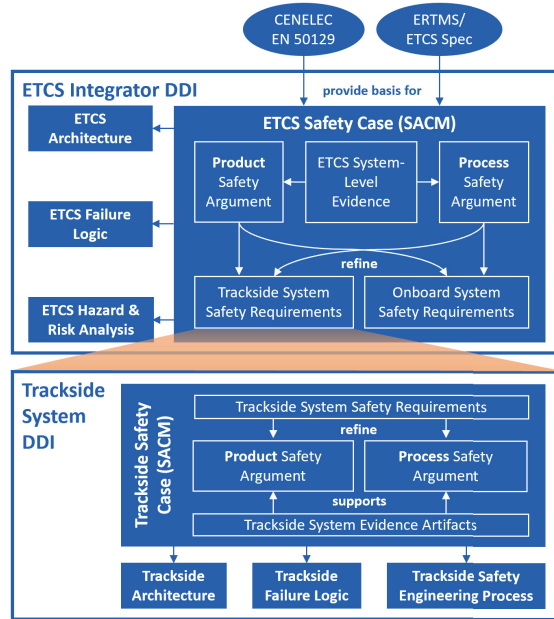 CENELEC
EN 50129
ERTMS/
ETCS Spec
ETCS Integrator DDI
provide basis for
ETCS
Architecture
ETCS Safety Case (SACM)
Product
Safety
Argument
ETCS System-
Level
Evidence
Process
Safety
Argument
ETCS Failure
Logic
refine
Trackside System
Safety Requirements
Onboard System
Safety Requirements
ETCS Hazard &
Risk Analysis
Trackside
System
DDI
Trackside Safety
Case (SACM)
Trackside System Safety Requirements
refine
Product Safety
Argument
Process Safety
Argument
supports
Trackside System Evidence Artifacts
Trackside
Architecture
Trackside
Failure Logic
Trackside Safety
Engineering Process